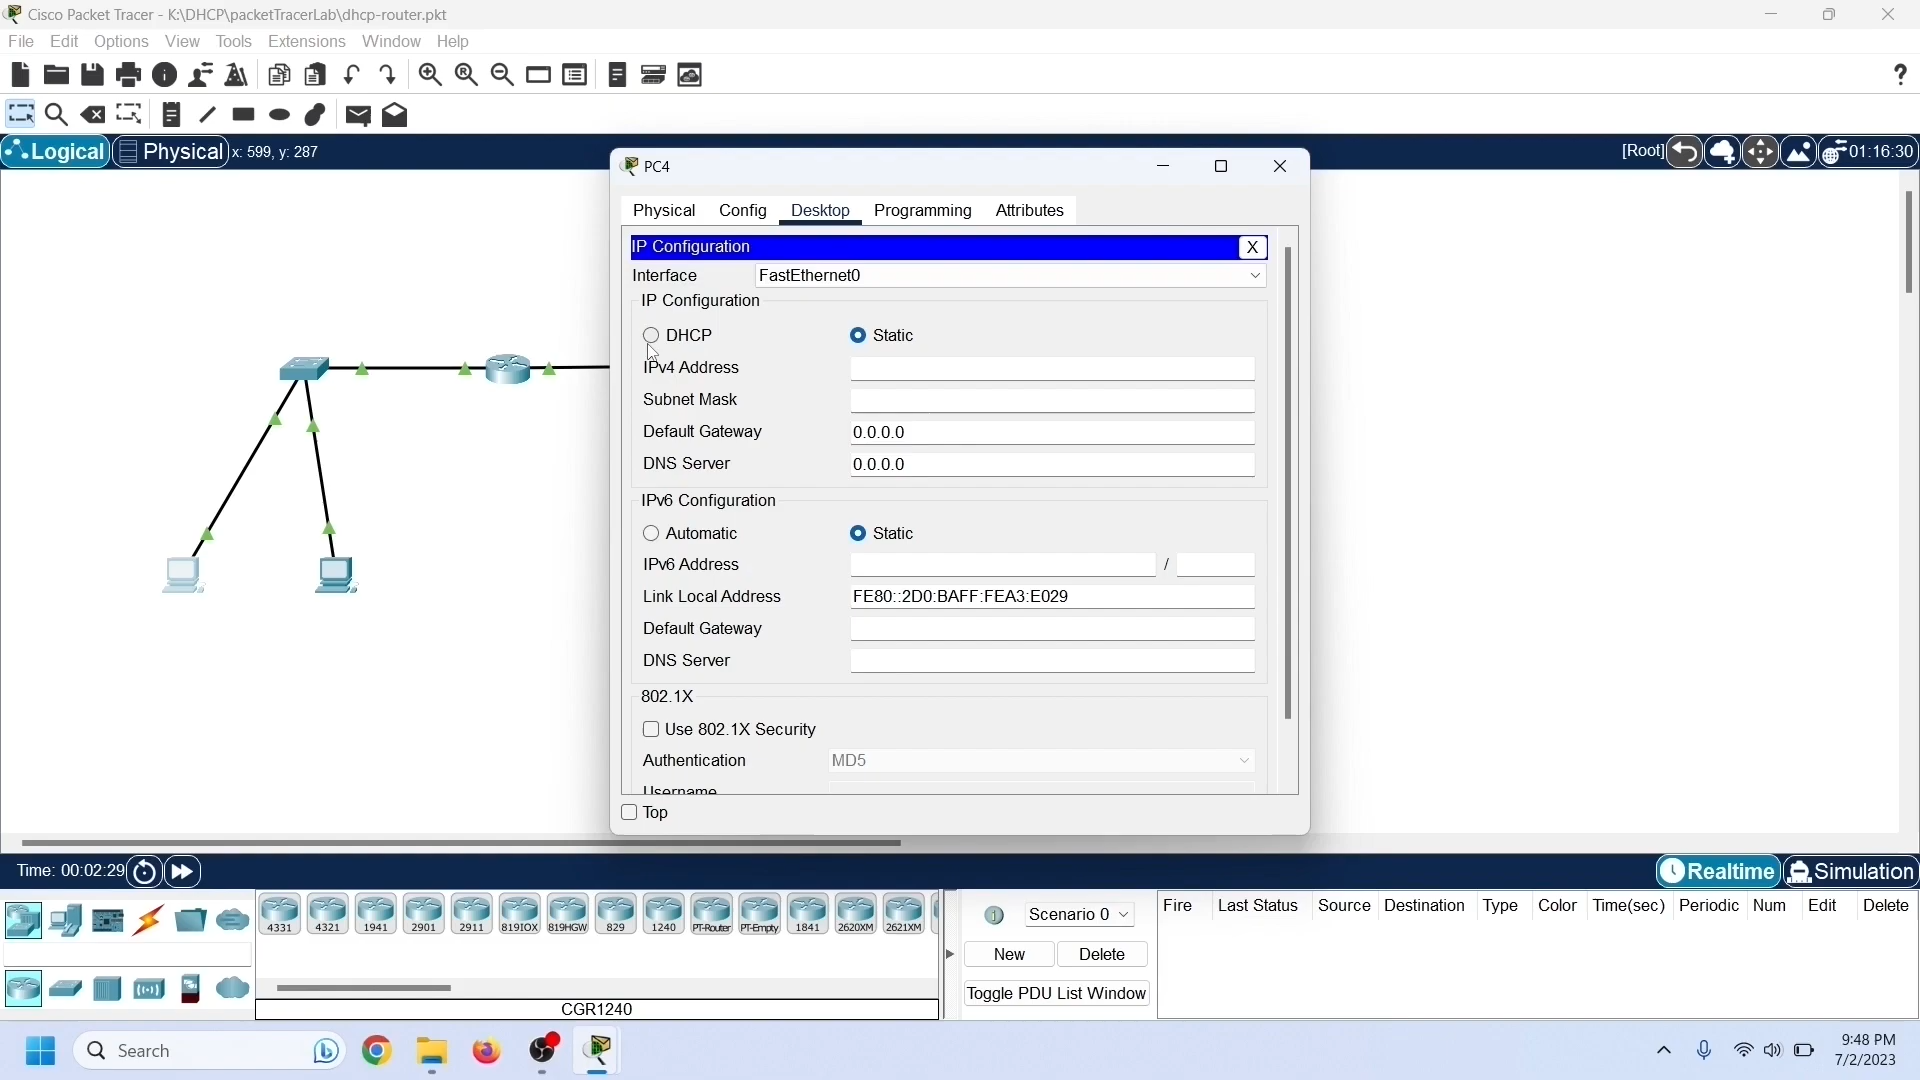 Cisco Packet Tracer - K:\DHCP\packetTracerLab\dhcp-router.pkt
File Edit Options View Tools Extensions Window Help
?
Logical Physical x: 599, y: 287 [Root] 01:16:30
PC4
Physical Config Desktop Programming Attributes
IP Configuration X
Interface FastEthernet0
IP Configuration
DHCP Static
IPv4 Address
Subnet Mask
Default Gateway 0.0.0.0
DNS Server 0.0.0.0
IPv6 Configuration
Automatic Static
IPv6 Address /
Link Local Address FE80::2D0:BAFF:FEA3:E029
Default Gateway
DNS Server
802.1X
Use 802.1X Security
Authentication MD5
Username
Top
Time: 00:02:29 Realtime Simulation
4331 4321 1941 2901 2911 819IOX 819HGW 829 1240 PT-Router PT-Empty 1841 2620XM 2621XM
CGR1240
Scenario 0
New Delete
Toggle PDU List Window
Fire Last Status Source Destination Type Color Time(sec) Periodic Num Edit Delete
Search
9:48 PM
7/2/2023